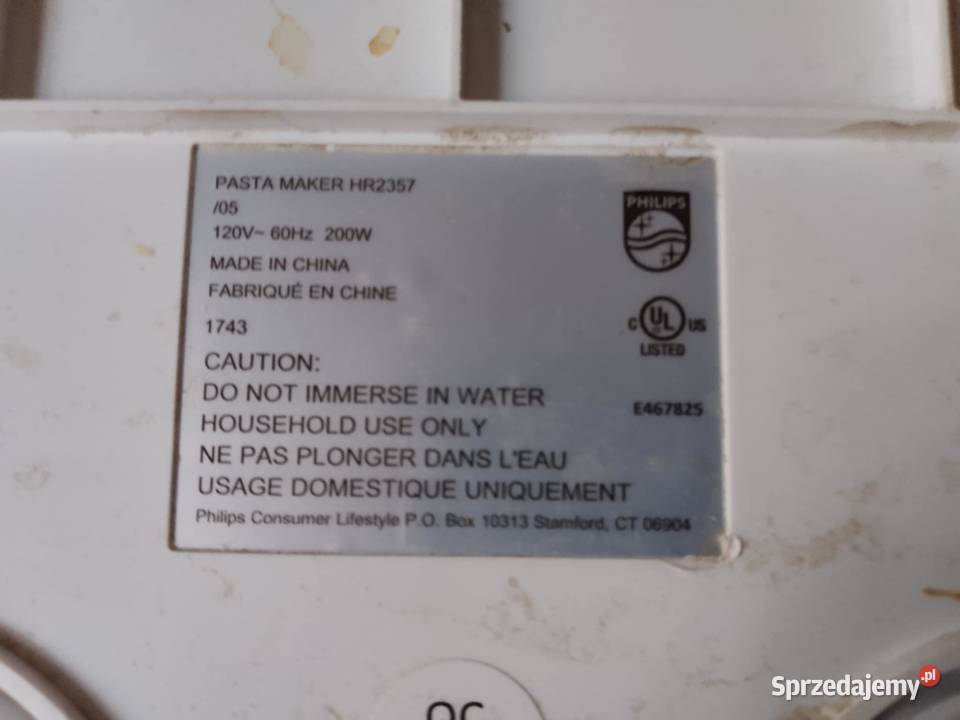 PASTA MAKER HR2357
/05
120V~ 60Hz 200W
MADE IN CHINA
FABRIQUÉ EN CHINE
1743
CAUTION:
DO NOT IMMERSE IN WATER
HOUSEHOLD USE ONLY
NE PAS PLONGER DANS L'EAU
USAGE DOMESTIQUE UNIQUEMENT
Philips Consumer Lifestyle P.O. Box 10313 Stamford, CT 06904
PHILIPS
C UL US
LISTED
E467825
Sprzedajemy.pl